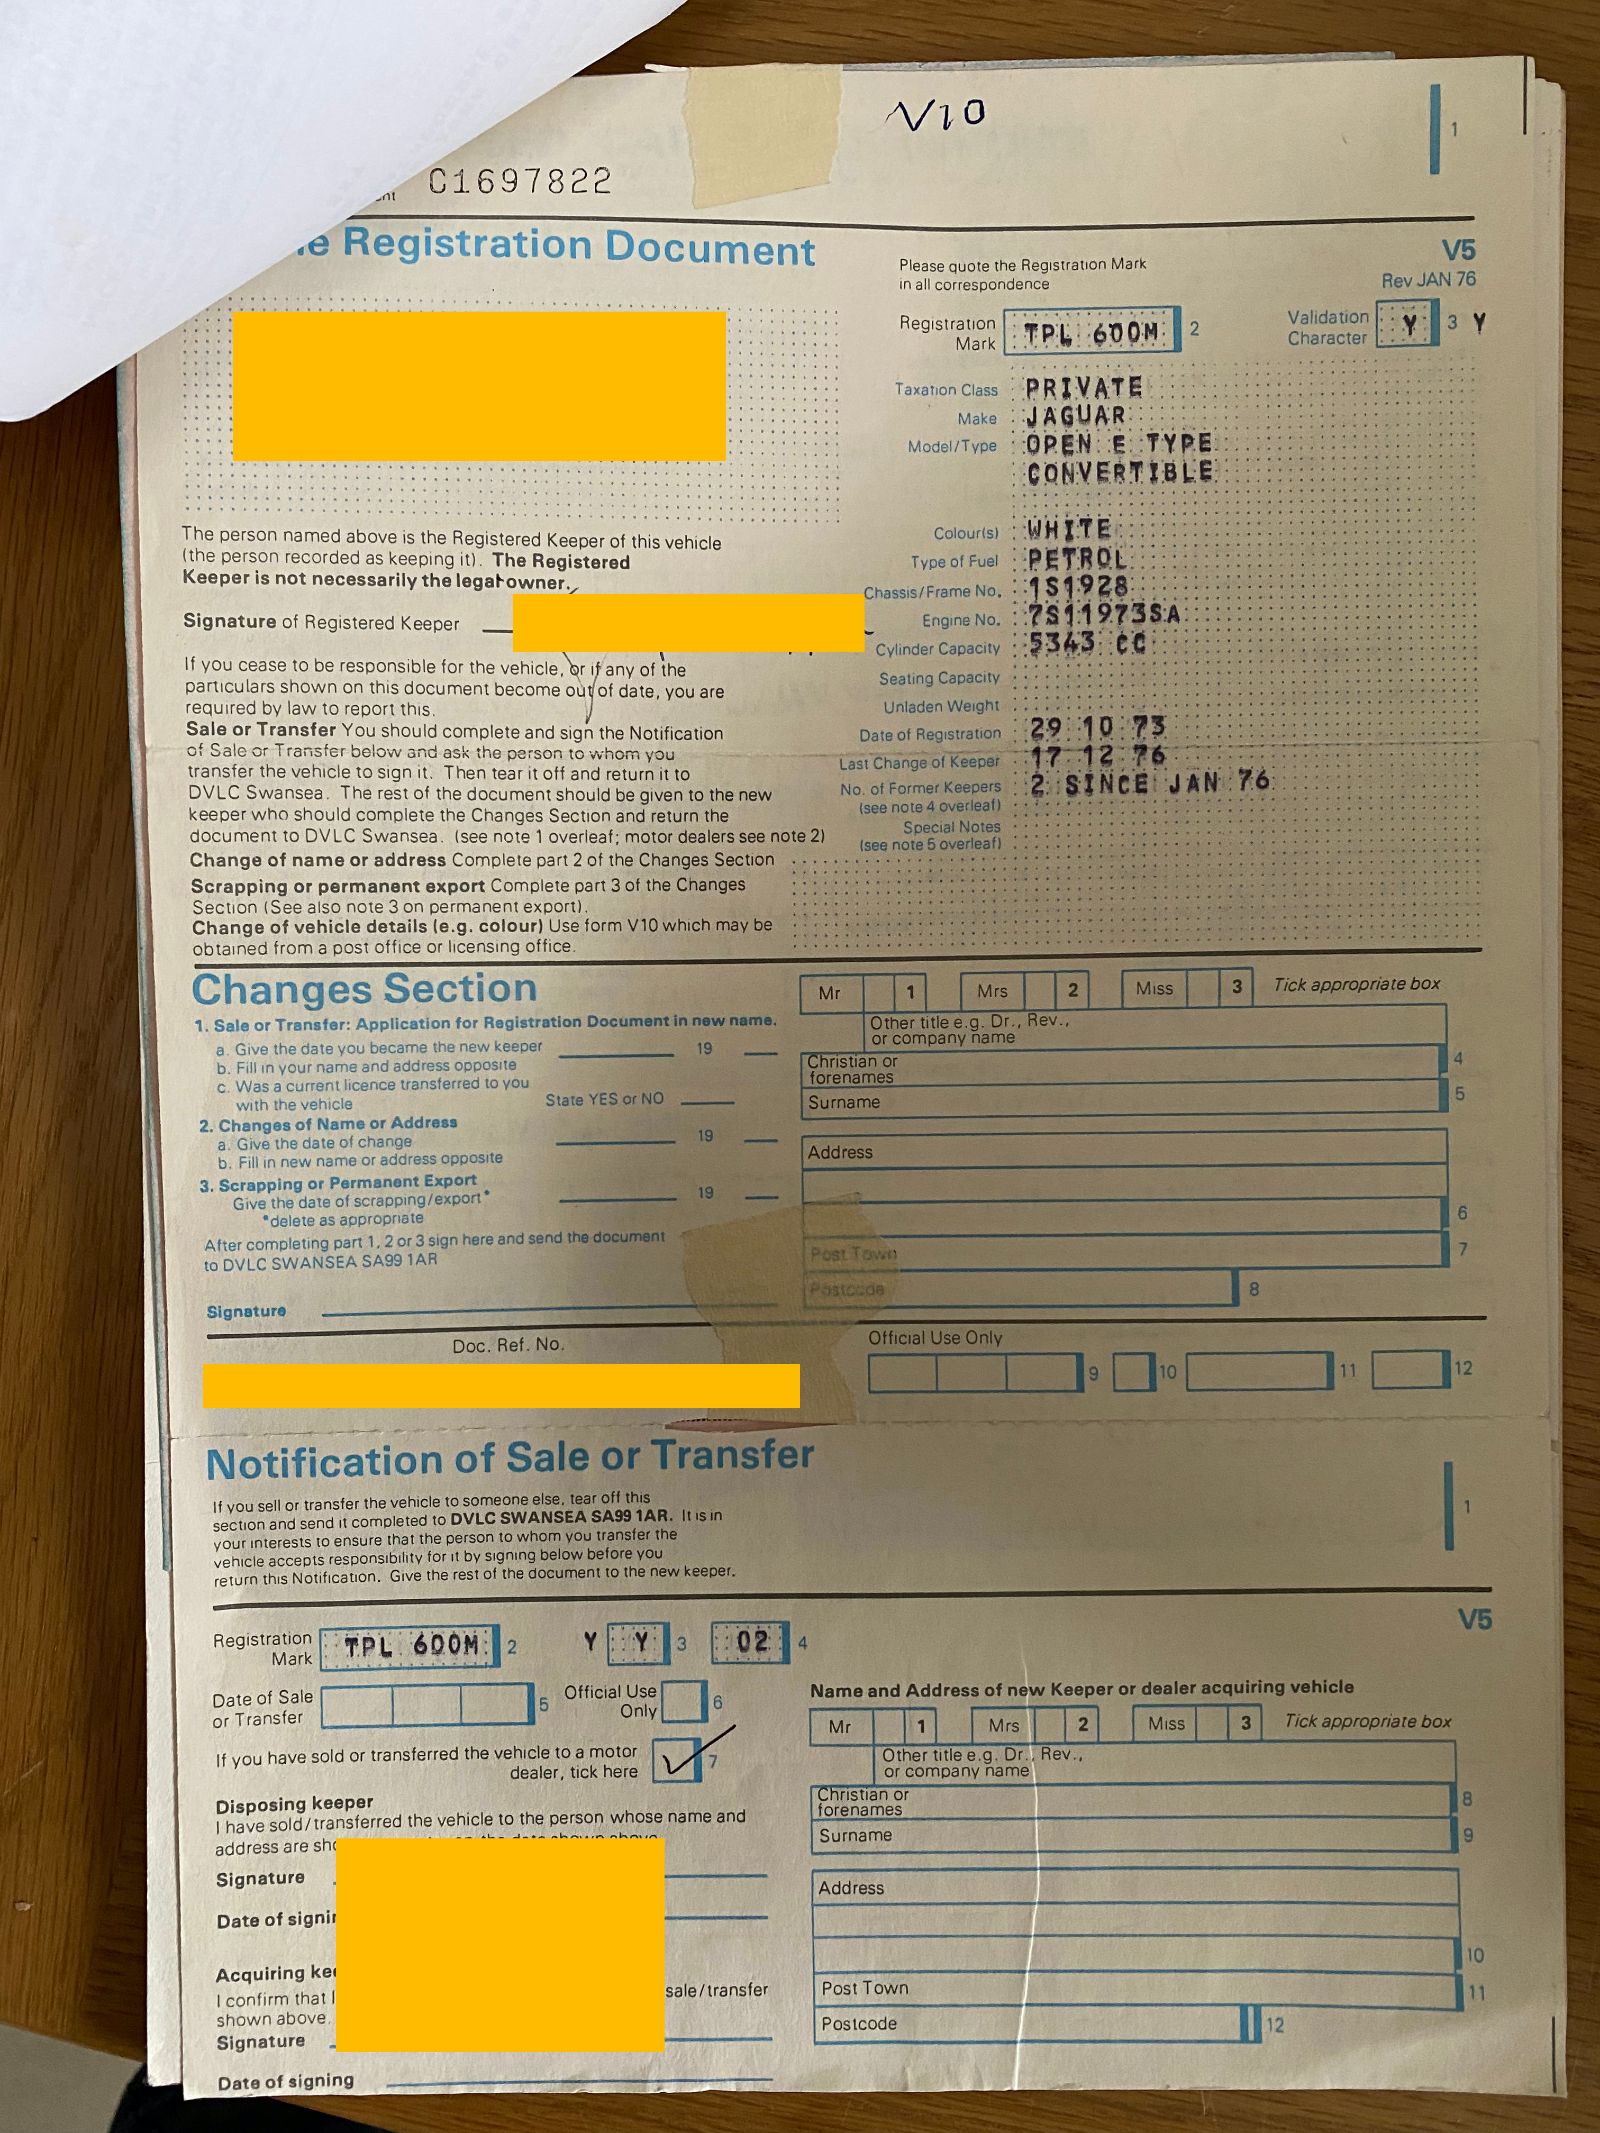 V10
1
C1697822
Registration Document
V5
Rev JAN 76
Please quote the Registration Mark
in all correspondence
Registration
Mark
TPL 600M
2
Validation
Character
Y
3
Y
Taxation Class
PRIVATE
Make
JAGUAR
Model/Type
OPEN E TYPE
CONVERTIBLE
Colour(s)
WHITE
Type of Fuel
PETROL
Chassis/Frame No.
1S1928
Engine No.
7S11973SA
Cylinder Capacity
5343 CC
Seating Capacity
Unladen Weight
Date of Registration
29 10 73
Last Change of Keeper
17 12 76
No. of Former Keepers
(see note 4 overleaf)
2 SINCE JAN 76
Special Notes
(see note 5 overleaf)
The person named above is the Registered Keeper of this vehicle
(the person recorded as keeping it). The Registered
Keeper is not necessarily the legal owner.
Signature of Registered Keeper
If you cease to be responsible for the vehicle, or if any of the
particulars shown on this document become out of date, you are
required by law to report this.
Sale or Transfer You should complete and sign the Notification
of Sale or Transfer below and ask the person to whom you
transfer the vehicle to sign it. Then tear it off and return it to
DVLC Swansea. The rest of the document should be given to the new
keeper who should complete the Changes Section and return the
document to DVLC Swansea. (see note 1 overleaf; motor dealers see note 2)
Change of name or address Complete part 2 of the Changes Section
Scrapping or permanent export Complete part 3 of the Changes
Section (See also note 3 on permanent export).
Change of vehicle details (e.g. colour) Use form V10 which may be
obtained from a post office or licensing office.
Changes Section
1. Sale or Transfer: Application for Registration Document in new name.
a. Give the date you became the new keeper 19
b. Fill in your name and address opposite
c. Was a current licence transferred to you
with the vehicle State YES or NO
2. Changes of Name or Address
a. Give the date of change 19
b. Fill in new name or address opposite
3. Scrapping or Permanent Export
Give the date of scrapping/export* 19
*delete as appropriate
After completing part 1, 2 or 3 sign here and send the document
to DVLC SWANSEA SA99 1AR
Signature
Mr 1 Mrs 2 Miss 3 Tick appropriate box
Other title e.g. Dr., Rev.,
or company name
Christian or
forenames
4
Surname
5
Address
6
Post Town
7
Postcode
8
Doc. Ref. No.
Official Use Only
9 10 11 12
Notification of Sale or Transfer
1
If you sell or transfer the vehicle to someone else, tear off this
section and send it completed to DVLC SWANSEA SA99 1AR. It is in
your interests to ensure that the person to whom you transfer the
vehicle accepts responsibility for it by signing below before you
return this Notification. Give the rest of the document to the new keeper.
V5
Registration
Mark
TPL 600M
2
Y Y 3 02 4
Date of Sale
or Transfer
5
Official Use
Only
6
If you have sold or transferred the vehicle to a motor
dealer, tick here
7
Disposing keeper
I have sold/transferred the vehicle to the person whose name and
address are
Signature
Date of
Acquiring
I confirm that
sale/transfer
shown above.
Signature
Date of signing
Name and Address of new Keeper or dealer acquiring vehicle
Mr 1 Mrs 2 Miss 3 Tick appropriate box
Other title e.g. Dr., Rev.,
or company name
Christian or
forenames
8
Surname
9
Address
10
Post Town
11
Postcode
12